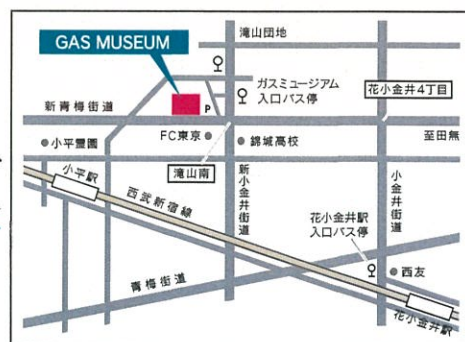 滝山団地
GAS MUSEUM
ガスミュージアム
入口バス停
花小金井4丁目
P
新青梅街道
至田無
FC東京
錦城高校
小平霊園
滝山南
小平駅
西武新宿線
新小金井街道
小金井街道
花小金井駅
入口バス停
青梅街道
西友
花小金井駅